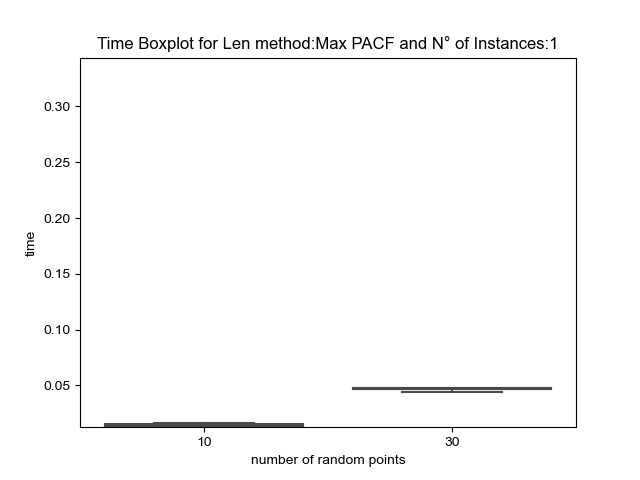 Time Boxplot for Len method:Max PACF and N° of Instances:1
0.30
0.25
0.20
0.15
0.10
0.05
time
10
30
number of random points